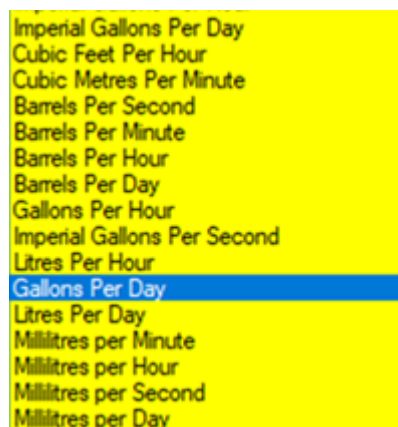 Imperial Gallons Per Day
Cubic Feet Per Hour
Cubic Metres Per Minute
Barrels Per Second
Barrels Per Minute
Barrels Per Hour
Barrels Per Day
Gallons Per Hour
Imperial Gallons Per Second
Litres Per Hour
Gallons Per Day
Litres Per Day
Millilitres per Minute
Millilitres per Hour
Millilitres per Second
Millilitres per Day